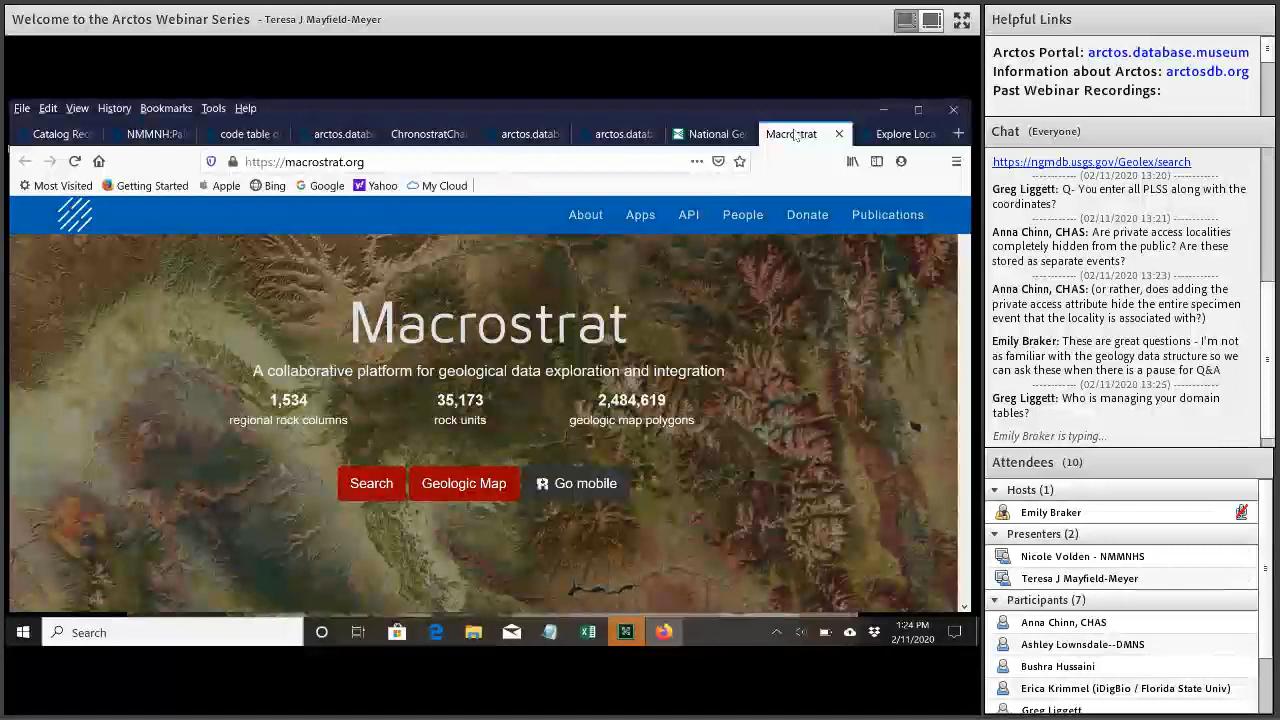 Welcome to the Arctos Webinar Series - Teresa J Mayfield-Meyer
File Edit View History Bookmarks Tools Help
Catalog Rec NMMNH:Pal code table o arctos.datab ChronostratCha arctos.datab arctos.datab National Ge Macrostrat Explore Loca
https://macrostrat.org
Most Visited Getting Started Apple Bing Google Yahoo My Cloud
About Apps API People Donate Publications
Macrostrat
A collaborative platform for geological data exploration and integration
1,534 35,173 2,484,619
regional rock columns rock units geologic map polygons
Search Geologic Map Go mobile
Search
1:24 PM
2/11/2020
Helpful Links
Arctos Portal: arctos.database.museum
Information about Arctos: arctosdb.org
Past Webinar Recordings:
Chat (Everyone)
https://ngmdb.usgs.gov/Geolex/search
----------- (02/11/2020 13:20) -----------
Greg Liggett: Q- You enter all PLSS along with the
coordinates?
----------- (02/11/2020 13:21) -----------
Anna Chinn, CHAS: Are private access localities
completely hidden from the public? Are these
stored as separate events?
----------- (02/11/2020 13:23) -----------
Anna Chinn, CHAS: (or rather, does adding the
private access attribute hide the entire specimen
event that the locality is associated with?)
Emily Braker: These are great questions - I'm not
as familiar with the geology data structure so we
can ask these when there is a pause for Q&A
----------- (02/11/2020 13:25) -----------
Greg Liggett: Who is managing your domain
tables?
Emily Braker is typing...
Attendees (10)
Hosts (1)
Emily Braker
Presenters (2)
Nicole Volden - NMMNHS
Teresa J Mayfield-Meyer
Participants (7)
Anna Chinn, CHAS
Ashley Lownsdale--DMNS
Bushra Hussaini
Erica Krimmel (iDigBio / Florida State Univ)
Greg Liggett